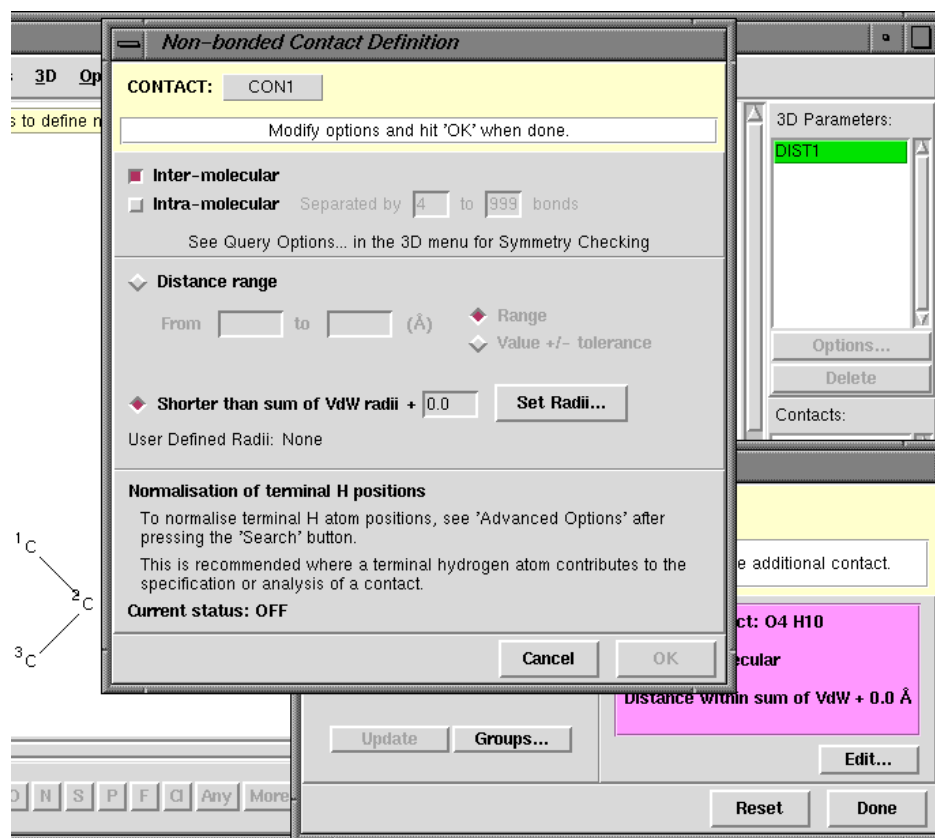 Non-bonded Contact Definition
3D Op
CONTACT: CON1
s to define n
Modify options and hit 'OK' when done.
3D Parameters:
DIST1
Inter-molecular
Intra-molecular Separated by 4 to 999 bonds
See Query Options... in the 3D menu for Symmetry Checking
Distance range
From to (Å)
Range
Value +/- tolerance
Options...
Delete
Shorter than sum of VdW radii + 0.0 Set Radii...
Contacts:
User Defined Radii: None
Normalisation of terminal H positions
To normalise terminal H atom positions, see 'Advanced Options' after
pressing the 'Search' button.
This is recommended where a terminal hydrogen atom contributes to the
specification or analysis of a contact.
Current status: OFF
e additional contact.
1 C
2 C
3 C
ct: O4 H10
ecular
Distance within sum of VdW + 0.0 Å
Cancel OK
Update Groups...
Edit...
O N S P F Cl Any More
Reset Done